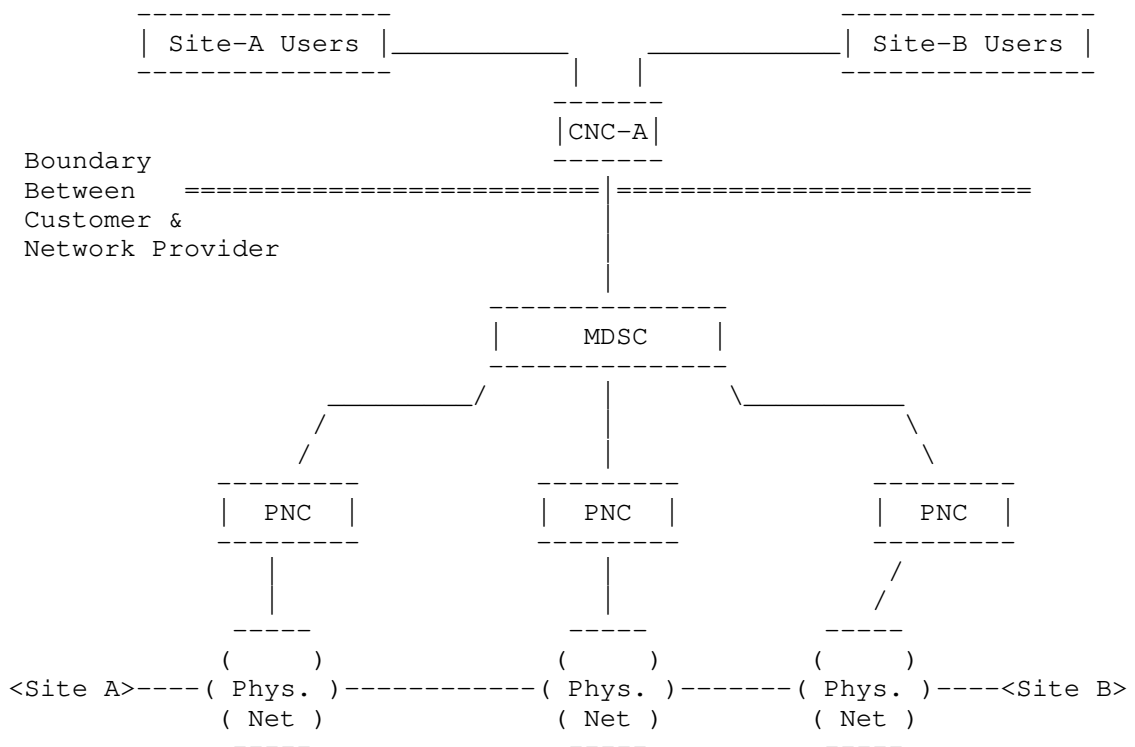 Site-A Users Site-B Users
CNC-A
Boundary
Between
Customer &
Network Provider
MDSC
PNC PNC PNC
<Site A>----( Phys. )------------( Phys. )-------( Phys. )----<Site B>
( Net ) ( Net ) ( Net )